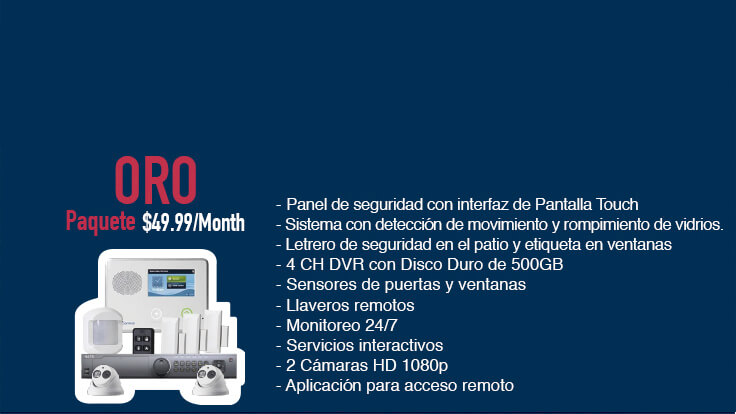 ORO
Paquete $49.99/Month
- Panel de seguridad con interfaz de Pantalla Touch
- Sistema con detección de movimiento y rompimiento de vidrios.
- Letrero de seguridad en el patio y etiqueta en ventanas
- 4 CH DVR con Disco Duro de 500GB
- Sensores de puertas y ventanas
- Llaveros remotos
- Monitoreo 24/7
- Servicios interactivos
- 2 Cámaras HD 1080p
- Aplicación para acceso remoto